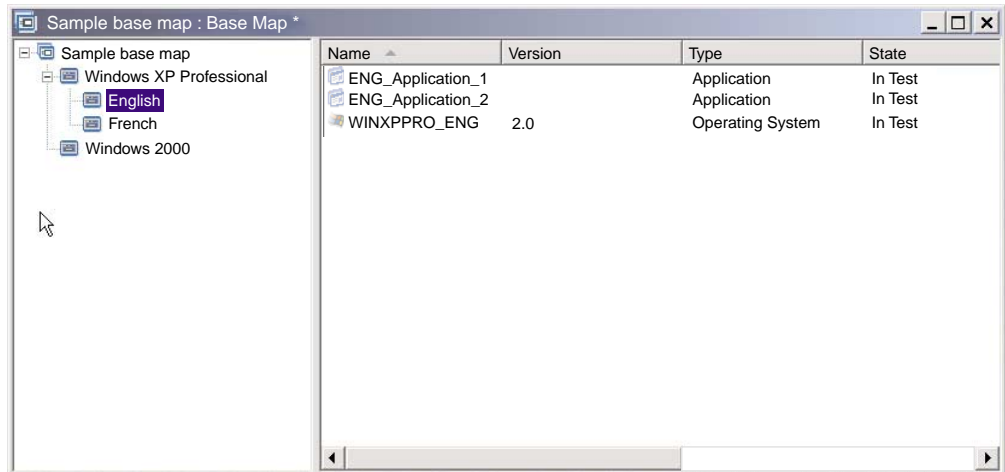 Sample base map : Base Map *
Sample base map
Windows XP Professional
English
French
Windows 2000
Name Version Type State
ENG_Application_1 Application In Test
ENG_Application_2 Application In Test
WINXPPRO_ENG 2.0 Operating System In Test